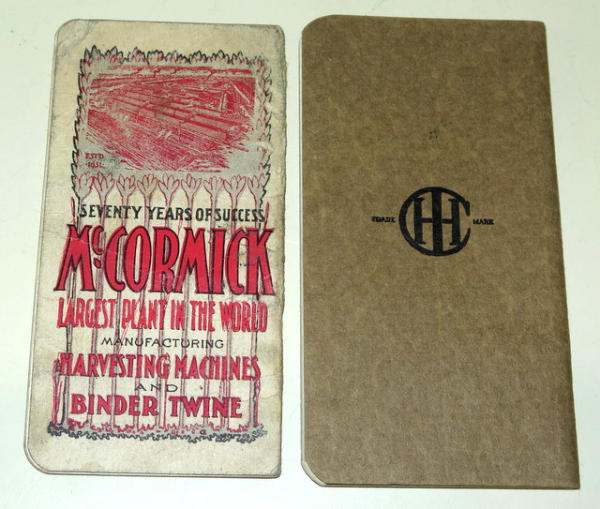 ESTD
1831.
SEVENTY YEARS OF SUCCESS
McCORMICK
LARGEST PLANT IN THE WORLD
MANUFACTURING
HARVESTING MACHINES
AND
BINDER TWINE
TRADE IHC MARK